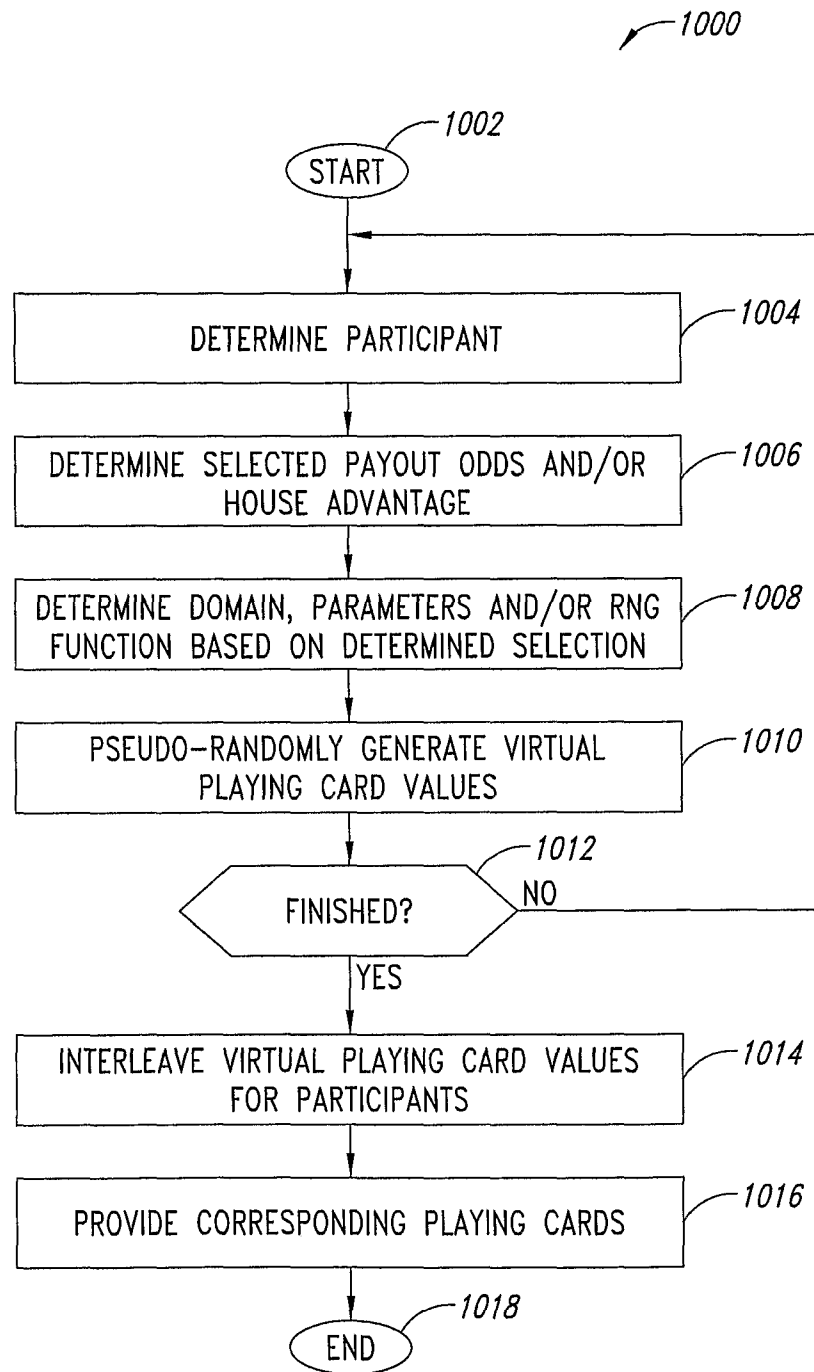 1000
1002
START
DETERMINE PARTICIPANT
1004
DETERMINE SELECTED PAYOUT ODDS AND/OR
HOUSE ADVANTAGE
1006
DETERMINE DOMAIN, PARAMETERS AND/OR RNG
FUNCTION BASED ON DETERMINED SELECTION
1008
PSEUDO-RANDOMLY GENERATE VIRTUAL
PLAYING CARD VALUES
1010
1012
FINISHED?
NO
YES
INTERLEAVE VIRTUAL PLAYING CARD VALUES
FOR PARTICIPANTS
1014
PROVIDE CORRESPONDING PLAYING CARDS
1016
END
1018